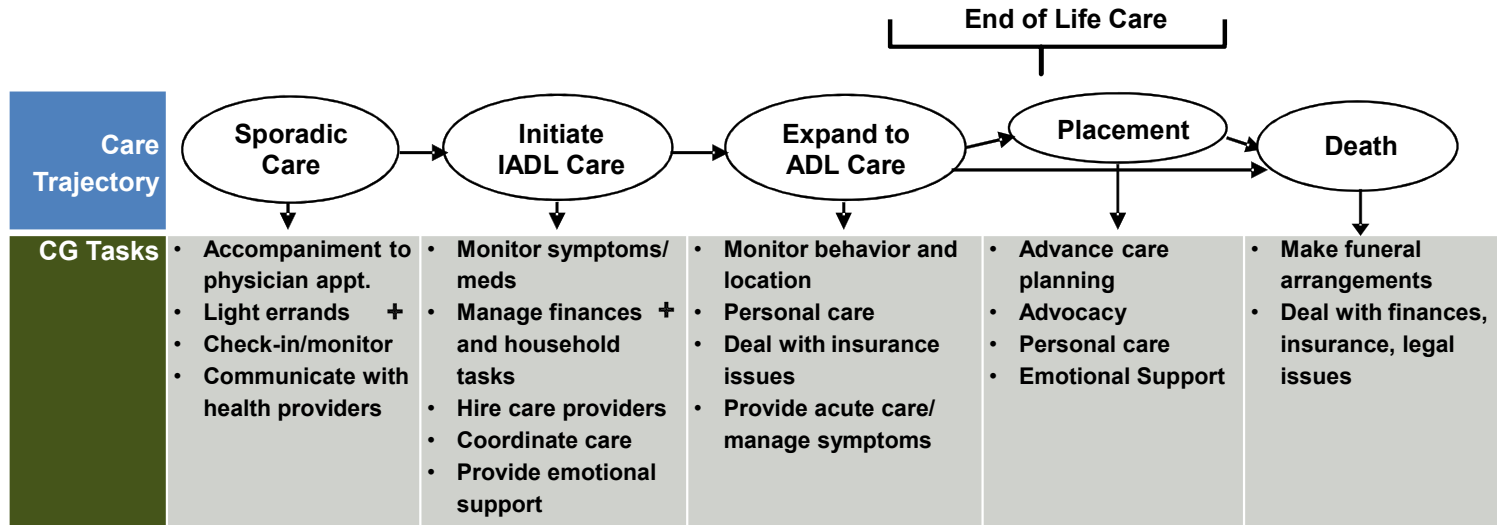 End of Life Care
Care
Trajectory
Sporadic
Care
Initiate
IADL Care
Expand to
ADL Care
Placement
Death
CG Tasks
• Accompaniment to
physician appt.
• Light errands +
• Check-in/monitor
• Communicate with
health providers
• Monitor symptoms/
meds
• Manage finances +
and household
tasks
• Hire care providers
• Coordinate care
• Provide emotional
support
• Monitor behavior and
location
• Personal care
• Deal with insurance
issues
• Provide acute care/
manage symptoms
• Advance care
planning
• Advocacy
• Personal care
• Emotional Support
• Make funeral
arrangements
• Deal with finances,
insurance, legal
issues